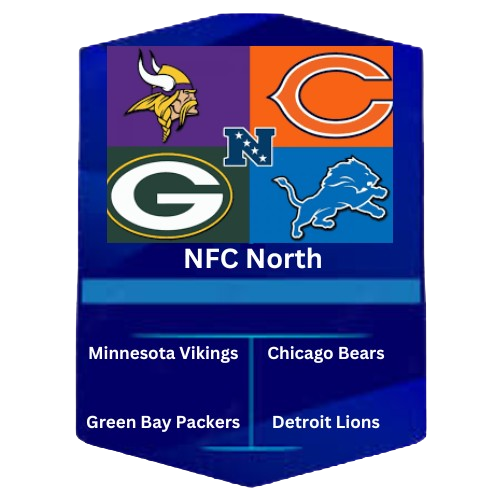 C
N
G
NFC North
Minnesota Vikings Chicago Bears
Green Bay Packers Detroit Lions